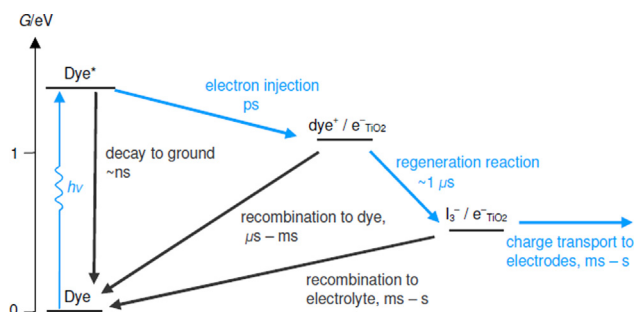 G/eV
Dye*
electron injection
ps
dye⁺ / e⁻TiO2
1
decay to ground
~ns
regeneration reaction
~1 μs
hν
recombination to dye,
μs – ms
I₃⁻ / e⁻TiO2
charge transport to
electrodes, ms – s
recombination to
electrolyte, ms – s
Dye
0